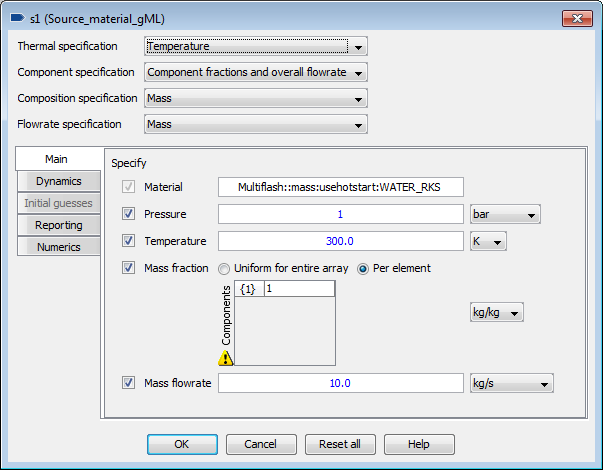 s1 (Source_material_gML)
Thermal specification Temperature
Component specification Component fractions and overall flowrate
Composition specification Mass
Flowrate specification Mass
Main
Dynamics
Initial guesses
Reporting
Numerics
Specify
Material Multiflash::mass:usehotstart:WATER_RKS
Pressure 1 bar
Temperature 300.0 K
Mass fraction Uniform for entire array Per element
Components
{1} 1
kg/kg
Mass flowrate 10.0 kg/s
OK Cancel Reset all Help